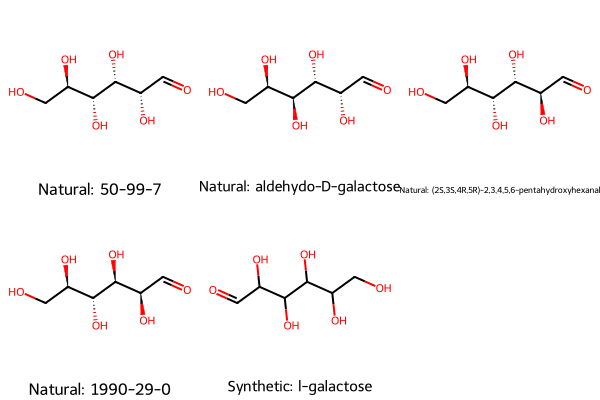 OH OH OH
OH OH OH
HO O HO O HO O
OH OH OH OH OH OH
Natural: 50-99-7 Natural: aldehydo-D-galactose Natural: (2S,3S,4R,5R)-2,3,4,5,6-pentahydroxyhexanal
OH OH OH OH
HO O O OH
OH OH OH OH
Natural: 1990-29-0 Synthetic: l-galactose